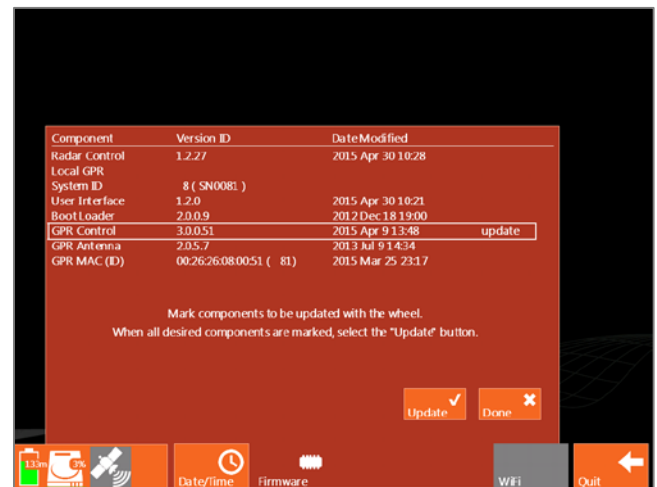 Component Version ID Date Modified
Radar Control 1.2.27 2015 Apr 30 10:28
Local GPR
System ID 8 ( SN0081 )
User Interface 1.2.0 2015 Apr 30 10:21
Boot Loader 2.0.0.9 2012 Dec 18 19:00
GPR Control 3.0.0.51 2015 Apr 9 13:48 update
GPR Antenna 2.0.5.7 2013 Jul 9 14:34
GPR MAC (ID) 00:26:26:08:00:51 ( 81) 2015 Mar 25 23:17
Mark components to be updated with the wheel.
When all desired components are marked, select the "Update" button.
Update Done
133m 3%
Date/Time Firmware WiFi Quit